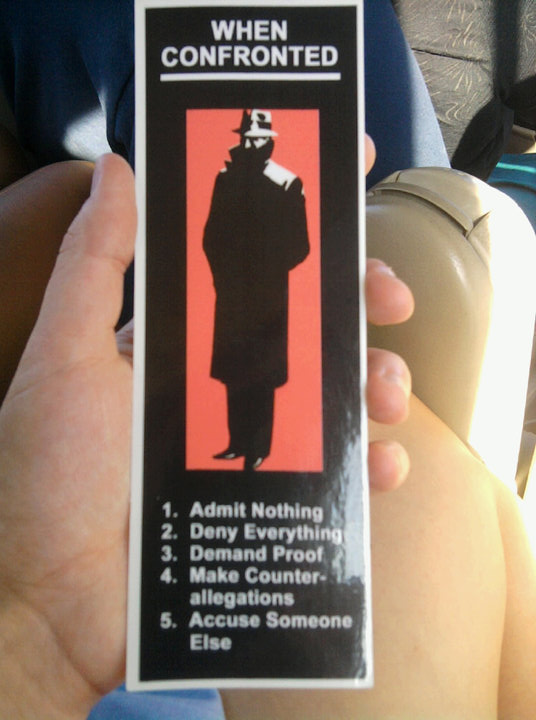 WHEN
CONFRONTED
1. Admit Nothing
2. Deny Everything
3. Demand Proof
4. Make Counter-
allegations
5. Accuse Someone
Else